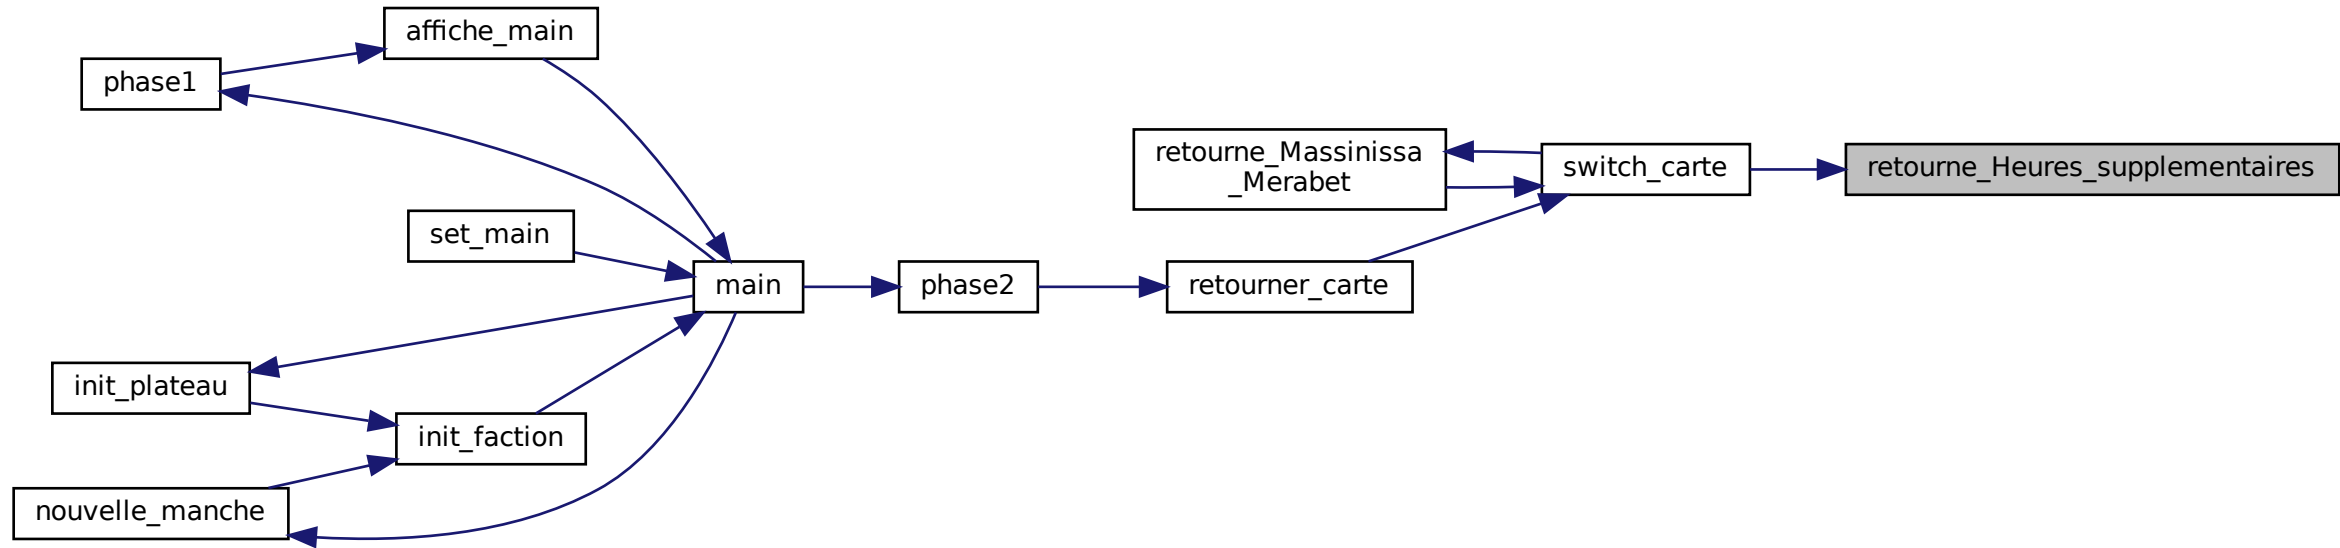 affiche_main
phase1
retourne_Massinissa
_Merabet
switch_carte
retourne_Heures_supplementaires
set_main
main
phase2
retourner_carte
init_plateau
init_faction
nouvelle_manche